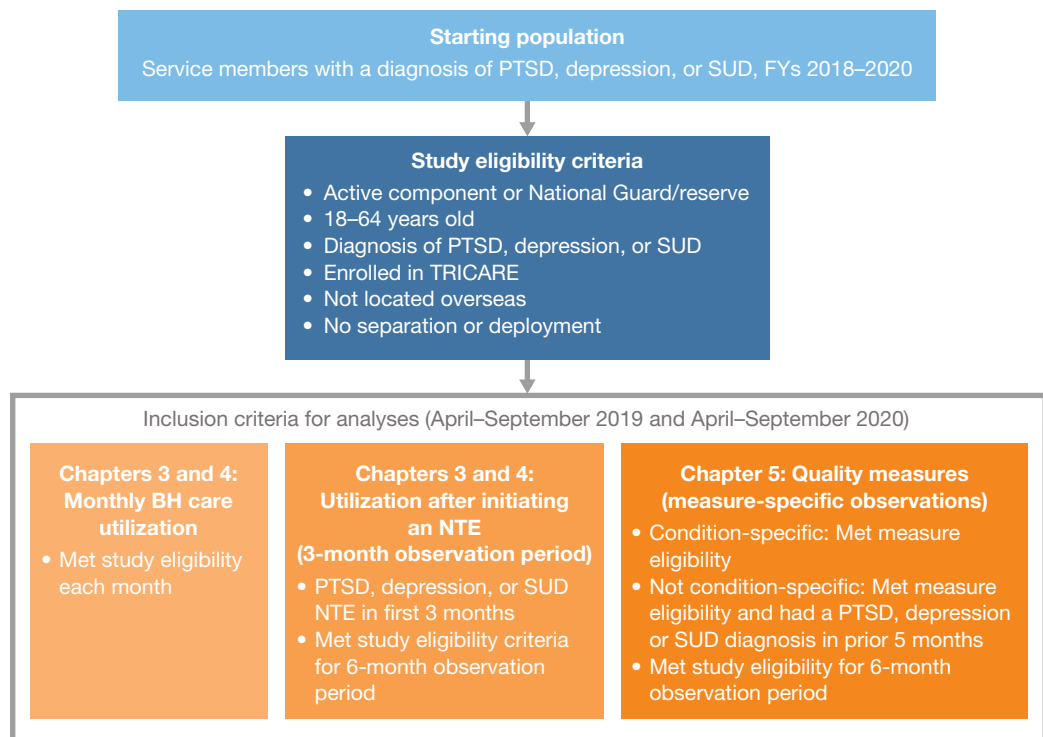 Starting population
Service members with a diagnosis of PTSD, depression, or SUD, FYs 2018–2020
Study eligibility criteria
• Active component or National Guard/reserve
• 18–64 years old
• Diagnosis of PTSD, depression, or SUD
• Enrolled in TRICARE
• Not located overseas
• No separation or deployment
Inclusion criteria for analyses (April–September 2019 and April–September 2020)
Chapters 3 and 4:
Monthly BH care
utilization
• Met study eligibility
each month
Chapters 3 and 4:
Utilization after initiating
an NTE
(3-month observation period)
• PTSD, depression, or SUD
NTE in first 3 months
• Met study eligibility criteria
for 6-month observation
period
Chapter 5: Quality measures
(measure-specific observations)
• Condition-specific: Met measure
eligibility
• Not condition-specific: Met measure
eligibility and had a PTSD, depression
or SUD diagnosis in prior 5 months
• Met study eligibility for 6-month
observation period